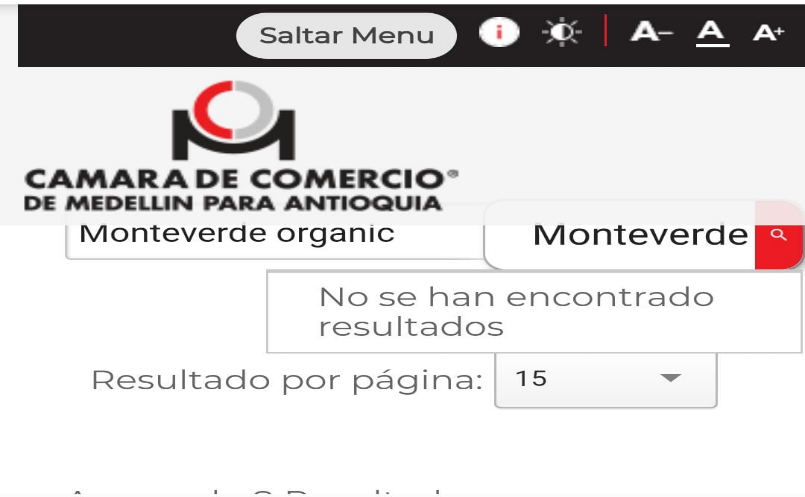 Saltar Menu i A- A A+
CAMARA DE COMERCIO®
DE MEDELLIN PARA ANTIOQUIA
Monteverde organic Monteverde
No se han encontrado
resultados
Resultado por página: 15